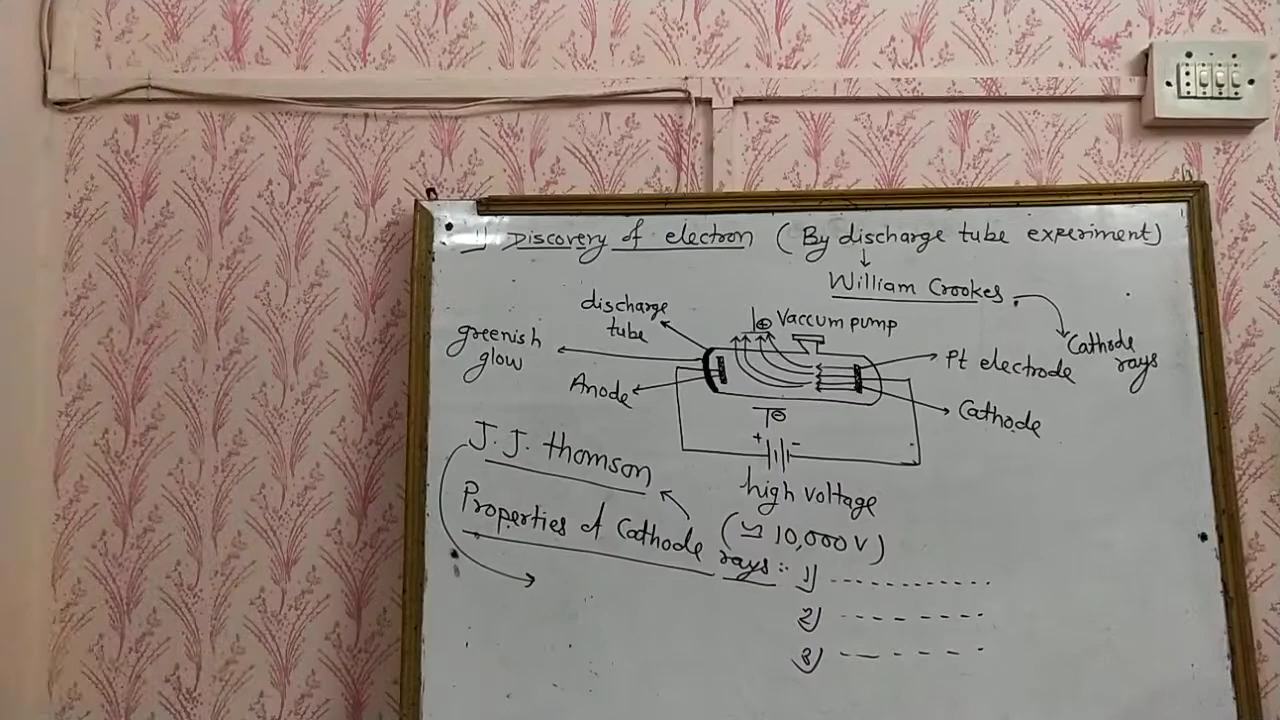 1) Discovery of electron ( By discharge tube experiment)
William Crookes
Cathode
rays
discharge
tube
greenish
glow
Anode
⊕ Vaccum pump
Pt electrode
Cathode
⊖
+ -
high voltage
(≃ 10,000 V)
J. J. thomson
Properties of Cathode rays :- 1) ------------
2) - - - - - - -
3) - - - - - -